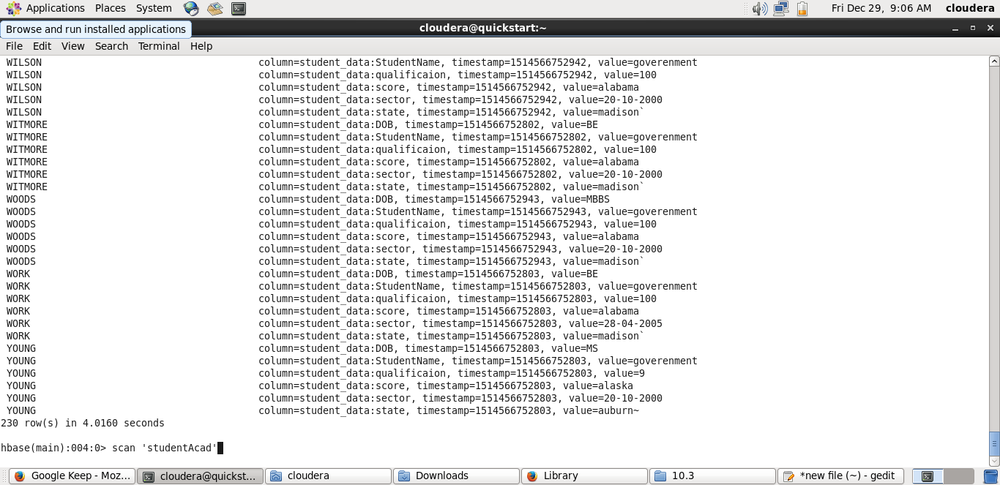 Applications Places System Fri Dec 29, 9:06 AM cloudera
Browse and run installed applications cloudera@quickstart:~
File Edit View Search Terminal Help
WILSON column=student_data:StudentName, timestamp=1514566752942, value=goverenment
WILSON column=student_data:qualificaion, timestamp=1514566752942, value=100
WILSON column=student_data:score, timestamp=1514566752942, value=alabama
WILSON column=student_data:sector, timestamp=1514566752942, value=20-10-2000
WILSON column=student_data:state, timestamp=1514566752942, value=madison`
WITMORE column=student_data:DOB, timestamp=1514566752802, value=BE
WITMORE column=student_data:StudentName, timestamp=1514566752802, value=goverenment
WITMORE column=student_data:qualificaion, timestamp=1514566752802, value=100
WITMORE column=student_data:score, timestamp=1514566752802, value=alabama
WITMORE column=student_data:sector, timestamp=1514566752802, value=20-10-2000
WITMORE column=student_data:state, timestamp=1514566752802, value=madison`
WOODS column=student_data:DOB, timestamp=1514566752943, value=MBBS
WOODS column=student_data:StudentName, timestamp=1514566752943, value=goverenment
WOODS column=student_data:qualificaion, timestamp=1514566752943, value=100
WOODS column=student_data:score, timestamp=1514566752943, value=alabama
WOODS column=student_data:sector, timestamp=1514566752943, value=20-10-2000
WOODS column=student_data:state, timestamp=1514566752943, value=madison`
WORK column=student_data:DOB, timestamp=1514566752803, value=BE
WORK column=student_data:StudentName, timestamp=1514566752803, value=goverenment
WORK column=student_data:qualificaion, timestamp=1514566752803, value=100
WORK column=student_data:score, timestamp=1514566752803, value=alabama
WORK column=student_data:sector, timestamp=1514566752803, value=28-04-2005
WORK column=student_data:state, timestamp=1514566752803, value=madison`
YOUNG column=student_data:DOB, timestamp=1514566752803, value=MS
YOUNG column=student_data:StudentName, timestamp=1514566752803, value=goverenment
YOUNG column=student_data:qualificaion, timestamp=1514566752803, value=9
YOUNG column=student_data:score, timestamp=1514566752803, value=alaska
YOUNG column=student_data:sector, timestamp=1514566752803, value=20-10-2000
YOUNG column=student_data:state, timestamp=1514566752803, value=auburn~
230 row(s) in 4.0160 seconds
hbase(main):004:0> scan 'studentAcad'
Google Keep - Moz... cloudera@quickst... cloudera Downloads Library 10.3 *new file (~) - gedit